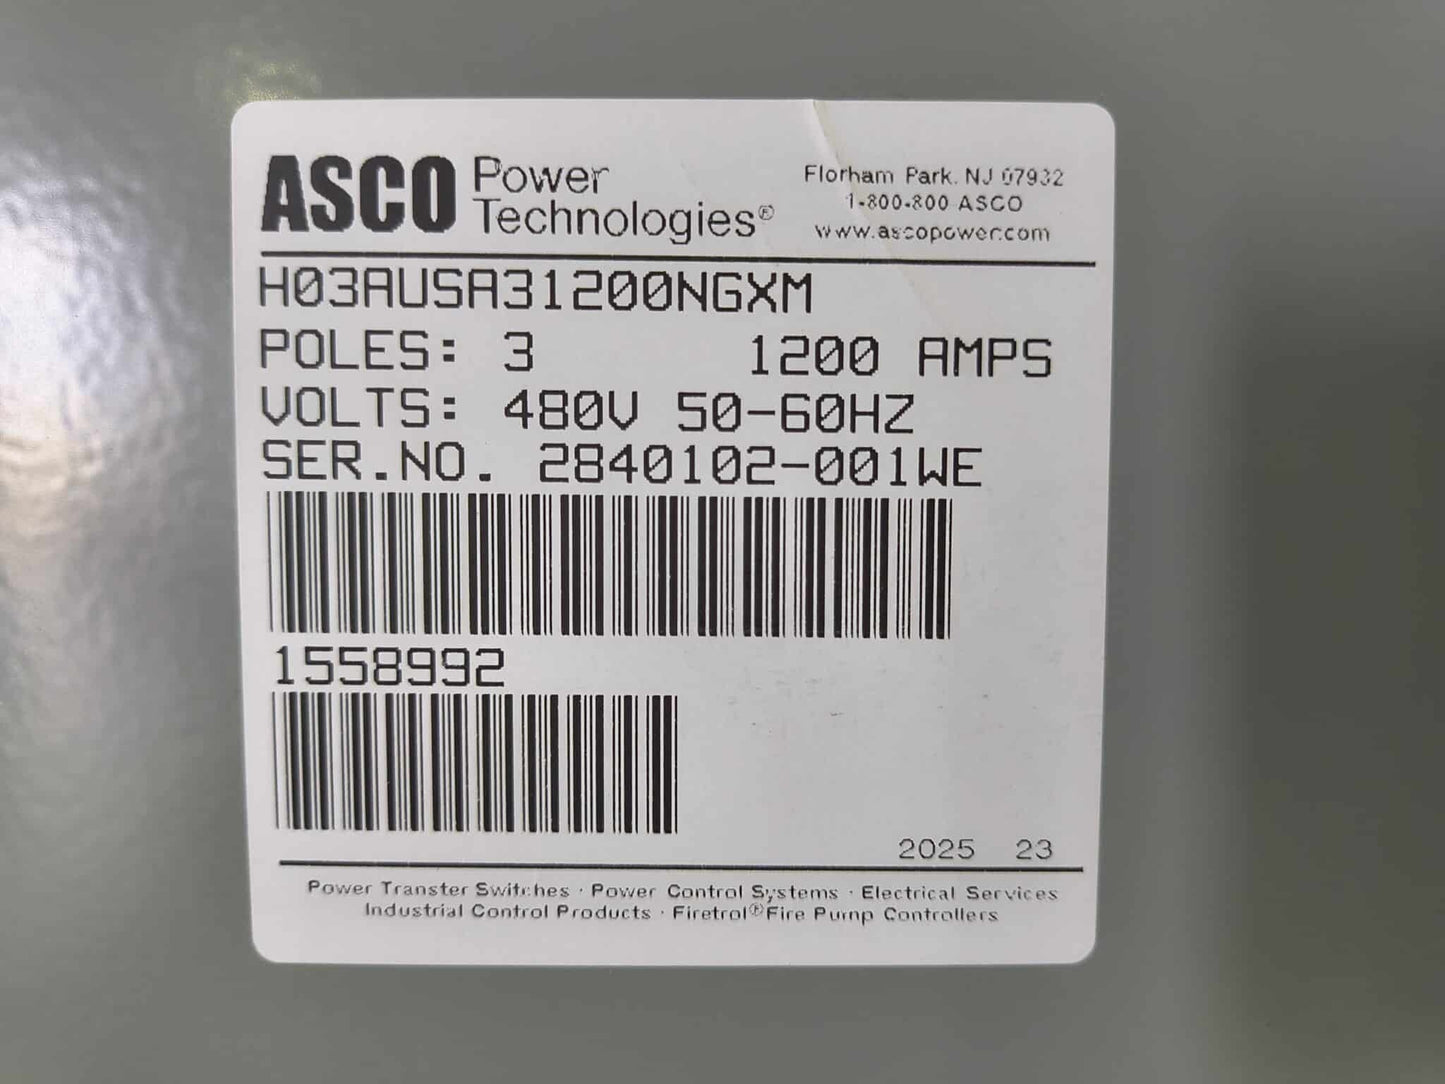 ASCO Power Technologies®
Florham Park. NJ 07932
1-800-800 ASCO
www.ascopower.com
H03AUSA31200NGXM
POLES: 3 1200 AMPS
VOLTS: 480V 50-60HZ
SER.NO. 2840102-001WE
1558992
2025 23
Power Transfer Switches · Power Control Systems · Electrical Services
Industrial Control Products · Firetrol® Fire Pump Controllers